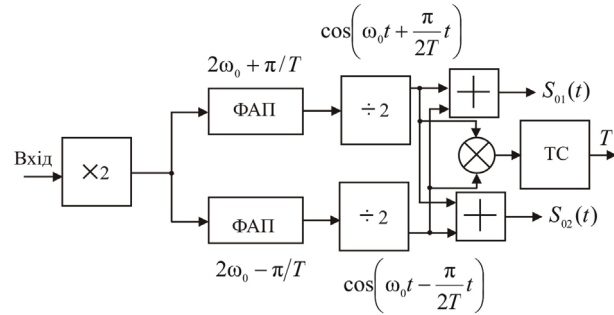 cos(ω₀t + π/2T t)
2ω₀ + π/T
ФАП
÷2
+
S₀₁(t)
Вхід
×2
×
ТС
T
ФАП
÷2
+
S₀₂(t)
2ω₀ − π/T
cos(ω₀t − π/2T t)